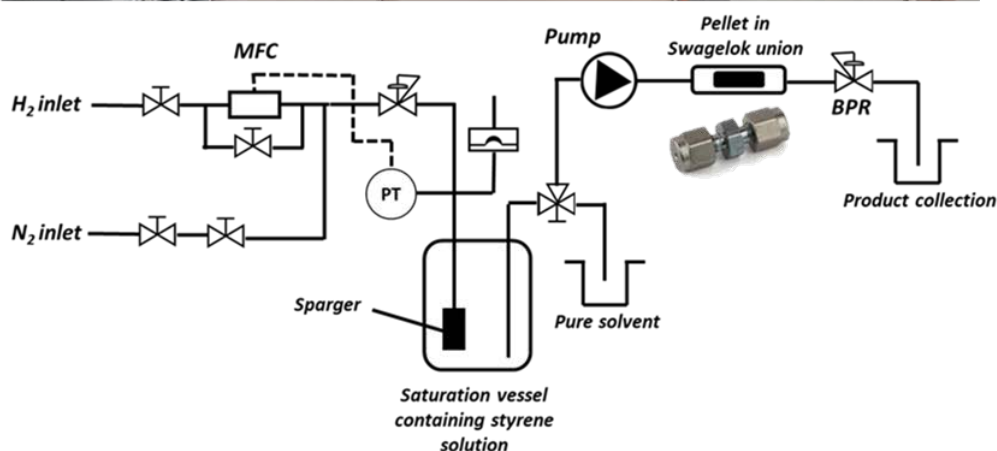 MFC
H2 inlet
N2 inlet
PT
Sparger
Saturation vessel
containing styrene
solution
Pump
Pellet in
Swagelok union
BPR
Product collection
Pure solvent